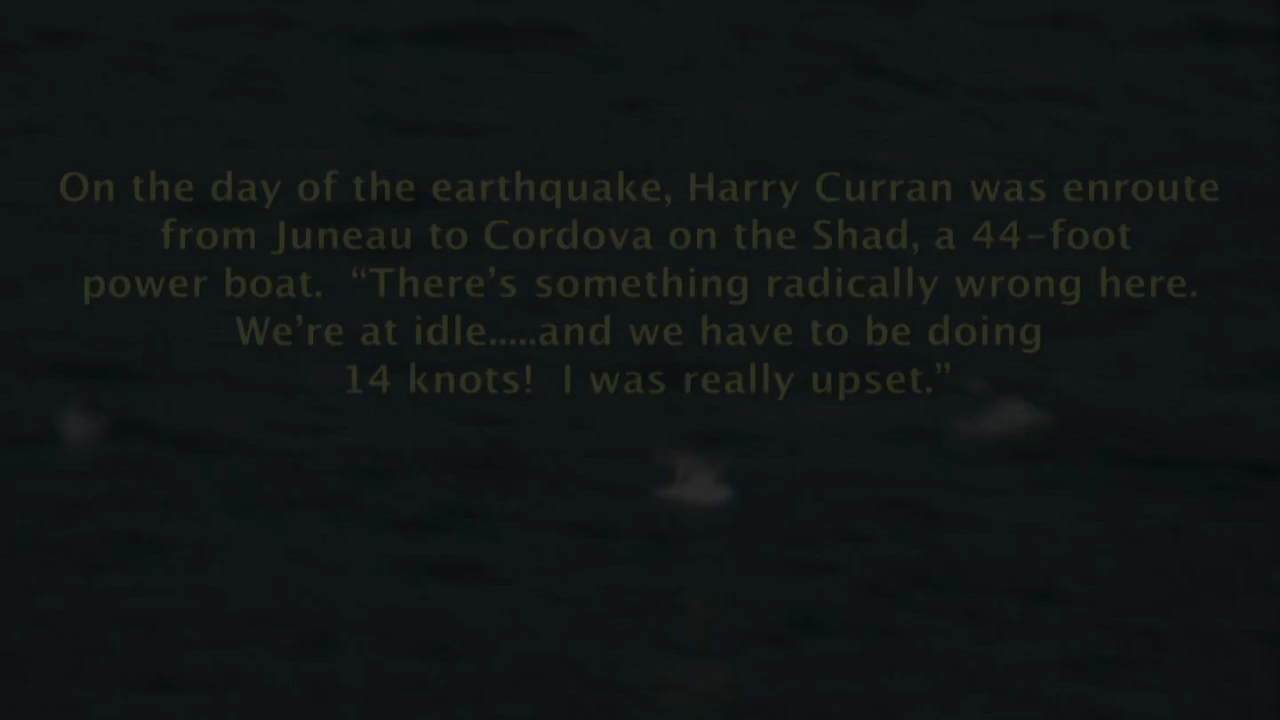 On the day of the earthquake, Harry Curran was enroute
from Juneau to Cordova on the Shad, a 44-foot
power boat.  “There’s something radically wrong here.
We’re at idle.....and we have to be doing
14 knots!  I was really upset.”